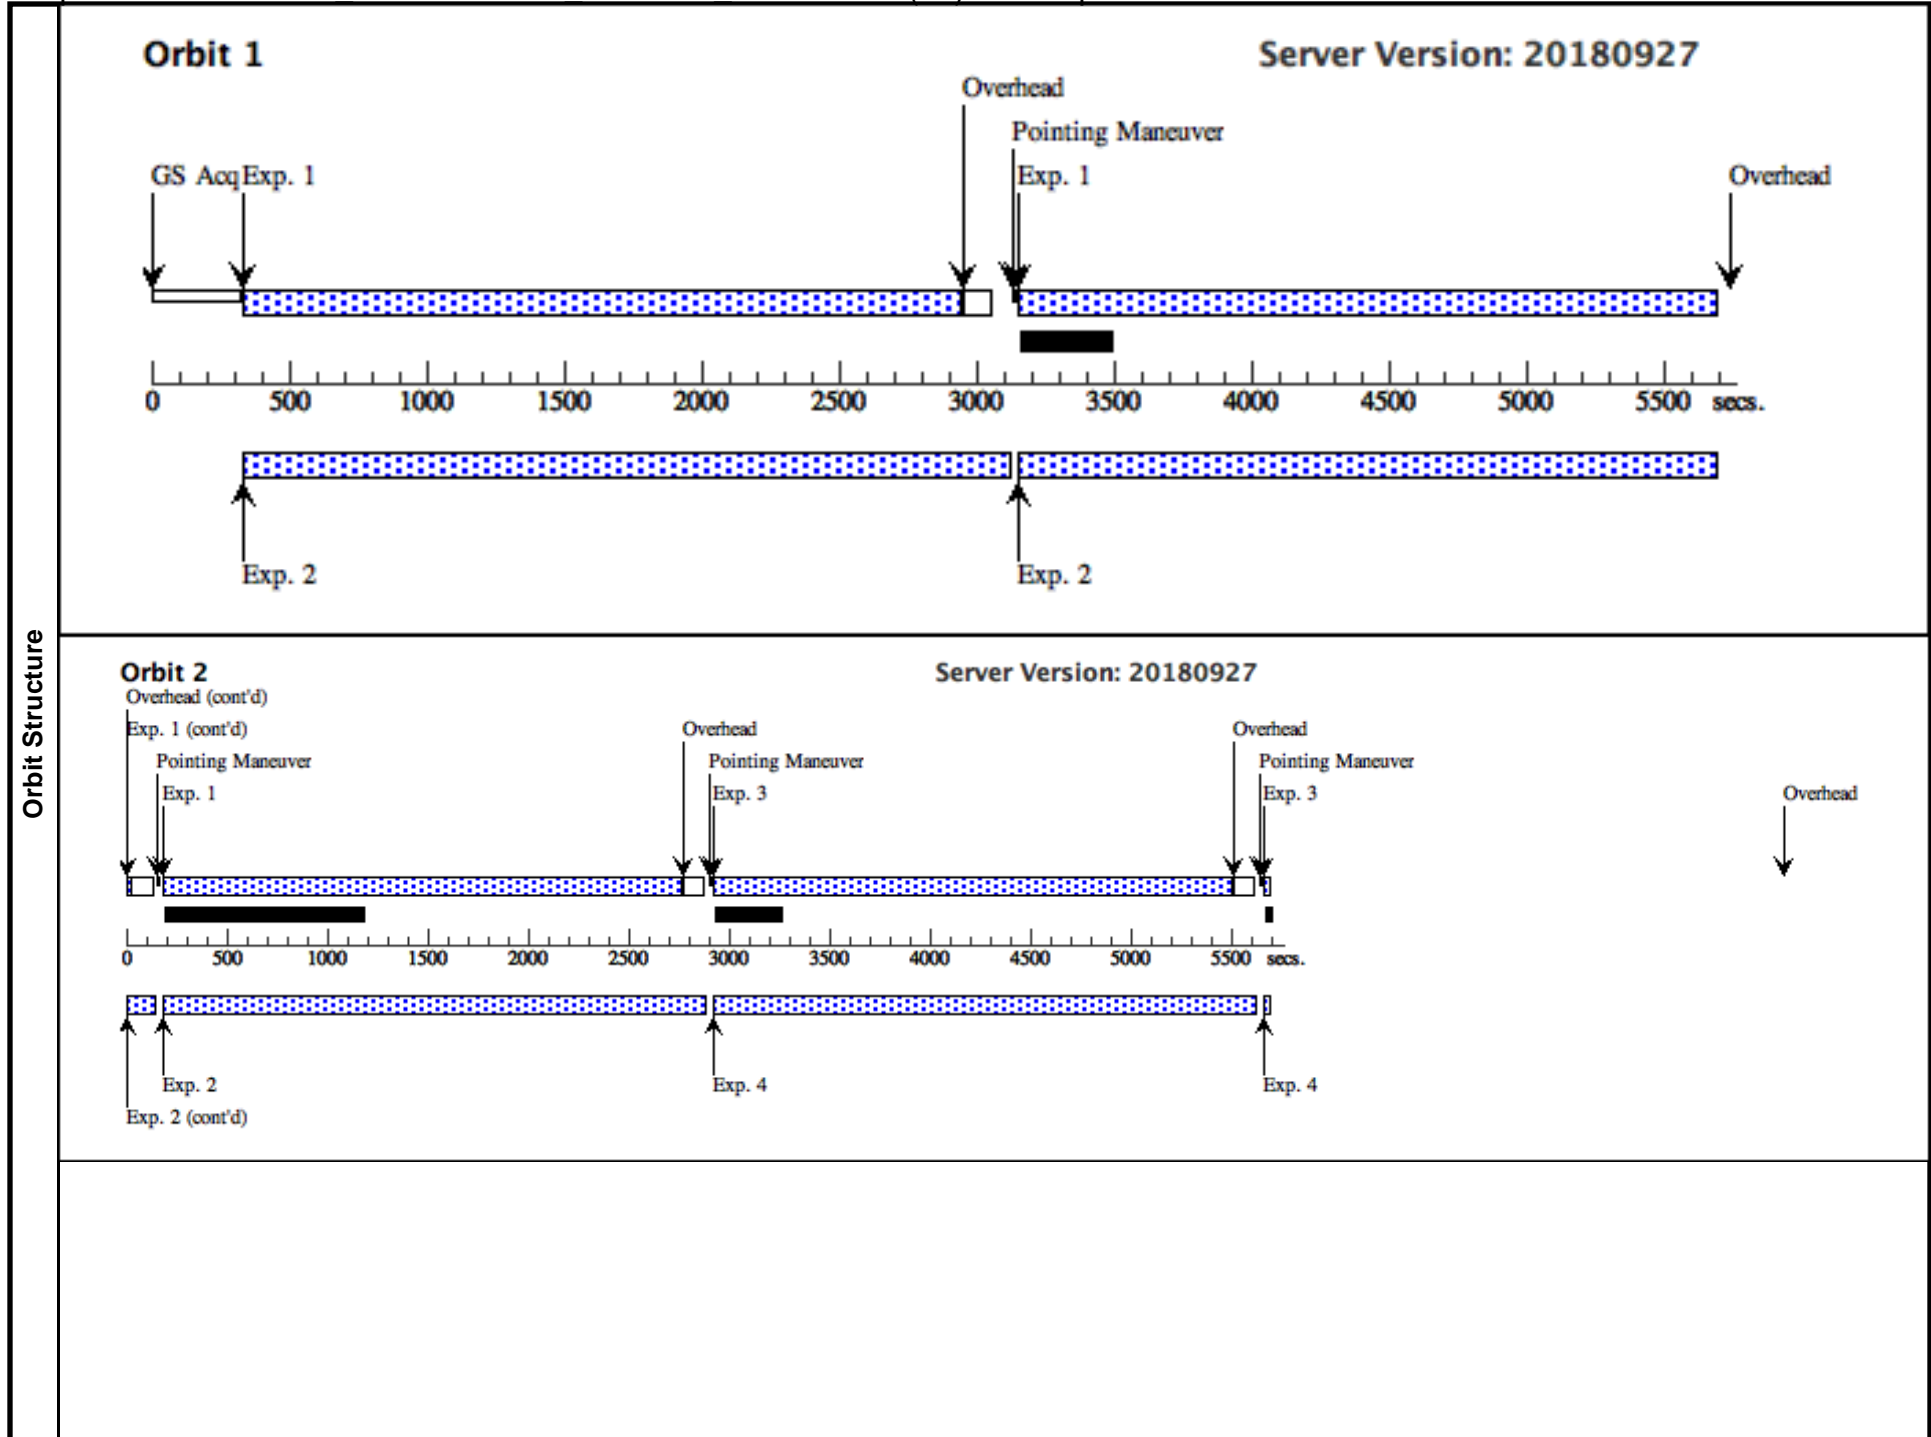 Orbit Structure
Orbit 1 Server Version: 20180927
Overhead
Pointing Maneuver
GS Acq Exp. 1 Exp. 1 Overhead
0 500 1000 1500 2000 2500 3000 3500 4000 4500 5000 5500 secs.
Exp. 2 Exp. 2
Orbit 2 Server Version: 20180927
Overhead (cont'd)
Exp. 1 (cont'd) Overhead Overhead
Pointing Maneuver Pointing Maneuver Pointing Maneuver
Exp. 1 Exp. 3 Exp. 3 Overhead
0 500 1000 1500 2000 2500 3000 3500 4000 4500 5000 5500 secs.
Exp. 2 Exp. 4 Exp. 4
Exp. 2 (cont'd)